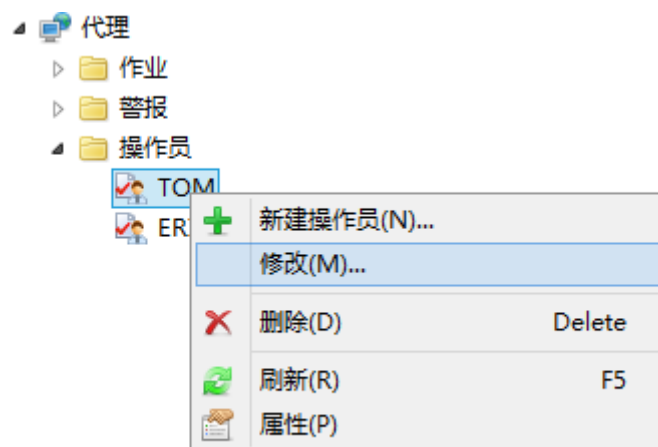 代理
作业
警报
操作员
TOM
新建操作员(N)...
修改(M)...
删除(D) Delete
刷新(R) F5
属性(P)